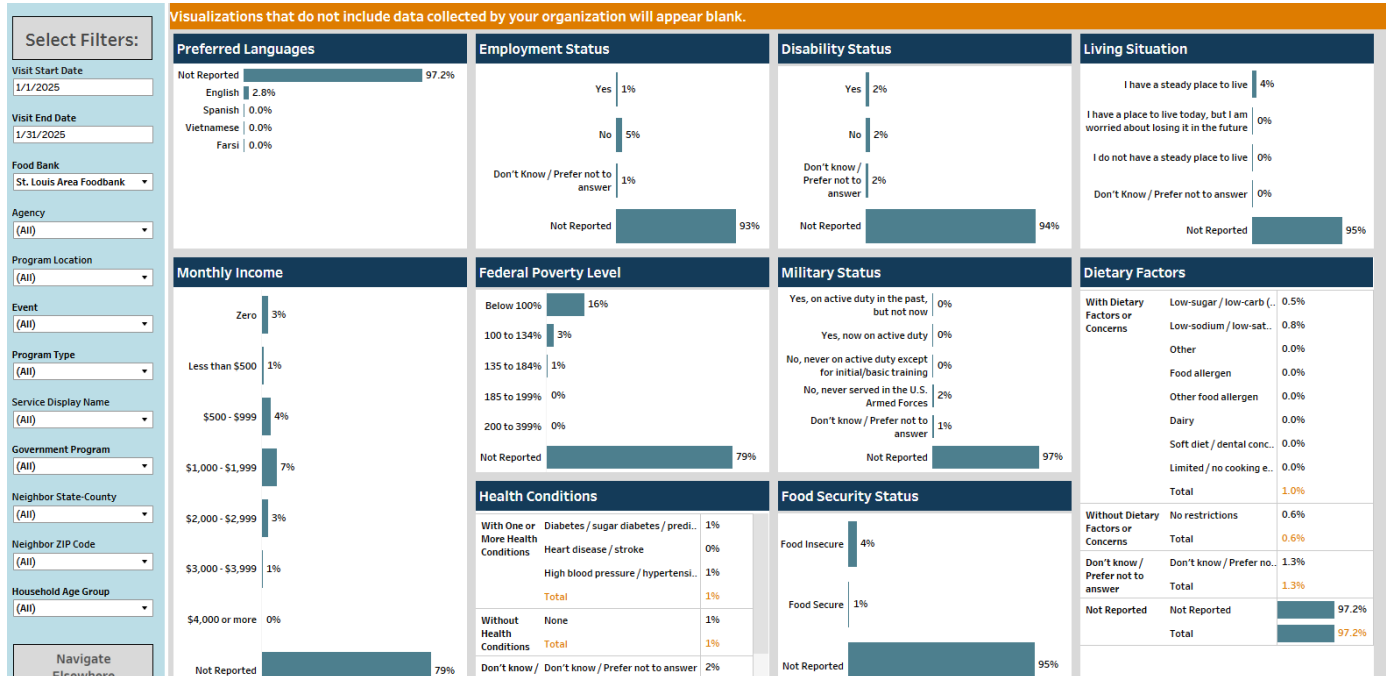 Visualizations that do not include data collected by your organization will appear blank.
Select Filters:
Visit Start Date
1/1/2025
Visit End Date
1/31/2025
Food Bank
St. Louis Area Foodbank
Agency
(All)
Program Location
(All)
Event
(All)
Program Type
(All)
Service Display Name
(All)
Government Program
(All)
Neighbor State-County
(All)
Neighbor ZIP Code
(All)
Household Age Group
(All)
Navigate
Elsewhere
Preferred Languages
Not Reported 97.2%
English 2.8%
Spanish 0.0%
Vietnamese 0.0%
Farsi 0.0%
Employment Status
Yes 1%
No 5%
Don't Know / Prefer not to
answer 1%
Not Reported 93%
Disability Status
Yes 2%
No 2%
Don't know /
Prefer not to 2%
answer
Not Reported 94%
Living Situation
I have a steady place to live 4%
I have a place to live today, but I am
worried about losing it in the future 0%
I do not have a steady place to live 0%
Don't Know / Prefer not to answer 0%
Not Reported 95%
Monthly Income
Zero 3%
Less than $500 1%
$500 - $999 4%
$1,000 - $1,999 7%
$2,000 - $2,999 3%
$3,000 - $3,999 1%
$4,000 or more 0%
Not Reported 79%
Federal Poverty Level
Below 100% 16%
100 to 134% 3%
135 to 184% 1%
185 to 199% 0%
200 to 399% 0%
Not Reported 79%
Military Status
Yes, on active duty in the past,
but not now 0%
Yes, now on active duty 0%
No, never on active duty except
for initial/basic training 0%
No, never served in the U.S.
Armed Forces 2%
Don't know / Prefer not to
answer 1%
Not Reported 97%
Dietary Factors
With Dietary
Factors or
Concerns
Low-sugar / low-carb (.. 0.5%
Low-sodium / low-sat.. 0.8%
Other 0.0%
Food allergen 0.0%
Other food allergen 0.0%
Dairy 0.0%
Soft diet / dental conc.. 0.0%
Limited / no cooking e.. 0.0%
Total 1.0%
Without Dietary
Factors or
Concerns
No restrictions 0.6%
Total 0.6%
Don't know /
Prefer not to
answer
Don't know / Prefer no.. 1.3%
Total 1.3%
Not Reported
Not Reported 97.2%
Total 97.2%
Health Conditions
With One or
More Health
Conditions
Diabetes / sugar diabetes / predi.. 1%
Heart disease / stroke 0%
High blood pressure / hypertensi.. 1%
Total 1%
Without
Health
Conditions
None 1%
Total 1%
Don't know / Don't know / Prefer not to answer 2%
Food Security Status
Food Insecure 4%
Food Secure 1%
Not Reported 95%